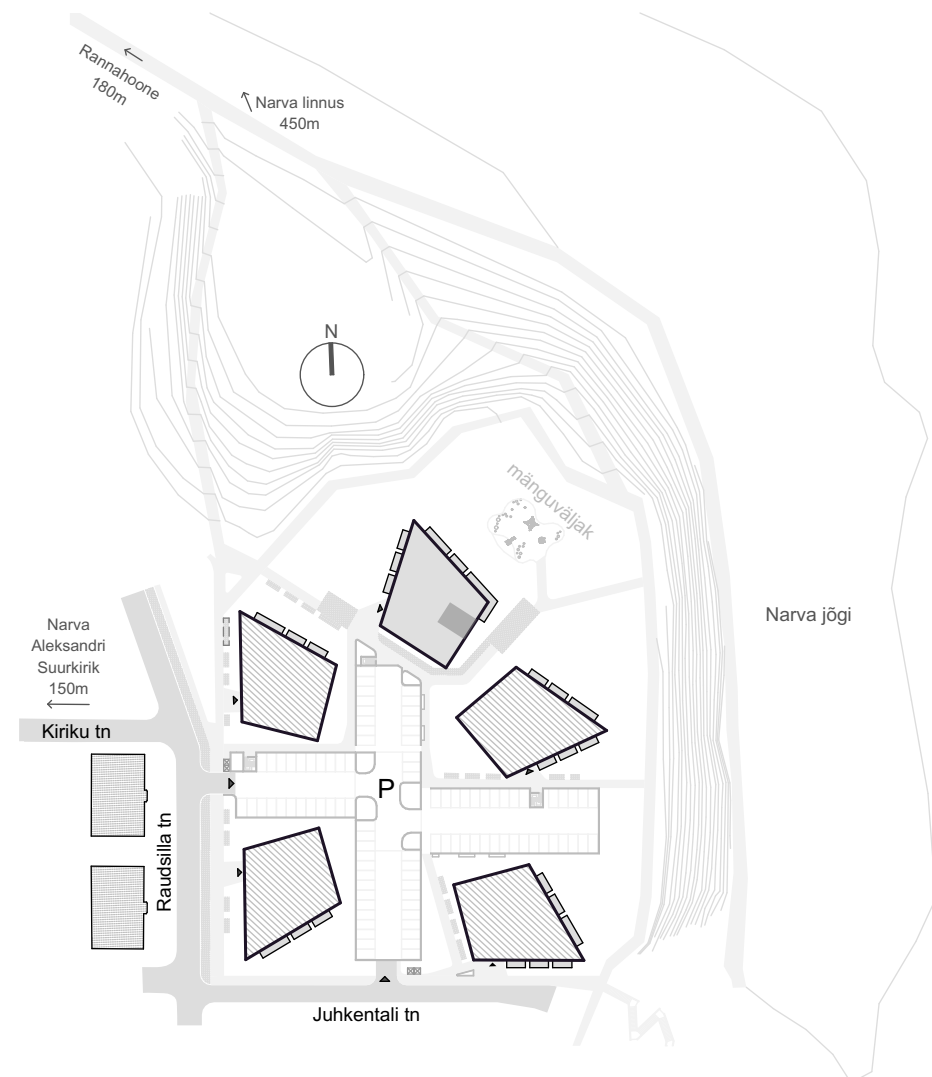 Rannahoone
180m
Narva linnus
450m
N
mänguväljak
Narva jõgi
Narva
Aleksandri
Suurkirik
150m
Kiriku tn
P
Raudsilla tn
Juhkentali tn